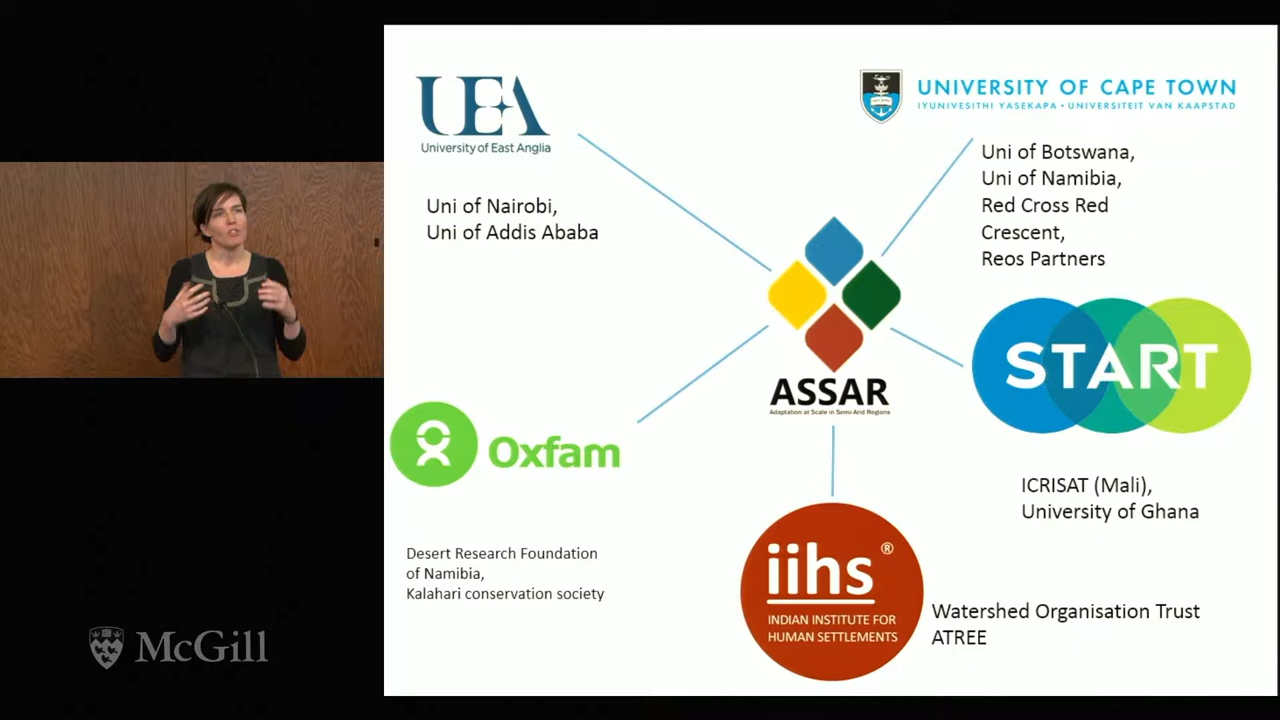 UEA
University of East Anglia
UNIVERSITY OF CAPE TOWN
IYUNIVESITHI YASEKAPA • UNIVERSITEIT VAN KAAPSTAD
Uni of Nairobi,
Uni of Addis Ababa
Uni of Botswana,
Uni of Namibia,
Red Cross Red
Crescent,
Reos Partners
START
ASSAR
Adaptation at Scale in Semi-Arid Regions
Oxfam
ICRISAT (Mali),
University of Ghana
Desert Research Foundation
of Namibia,
Kalahari conservation society
iihs®
INDIAN INSTITUTE FOR
HUMAN SETTLEMENTS
Watershed Organisation Trust
ATREE
McGill